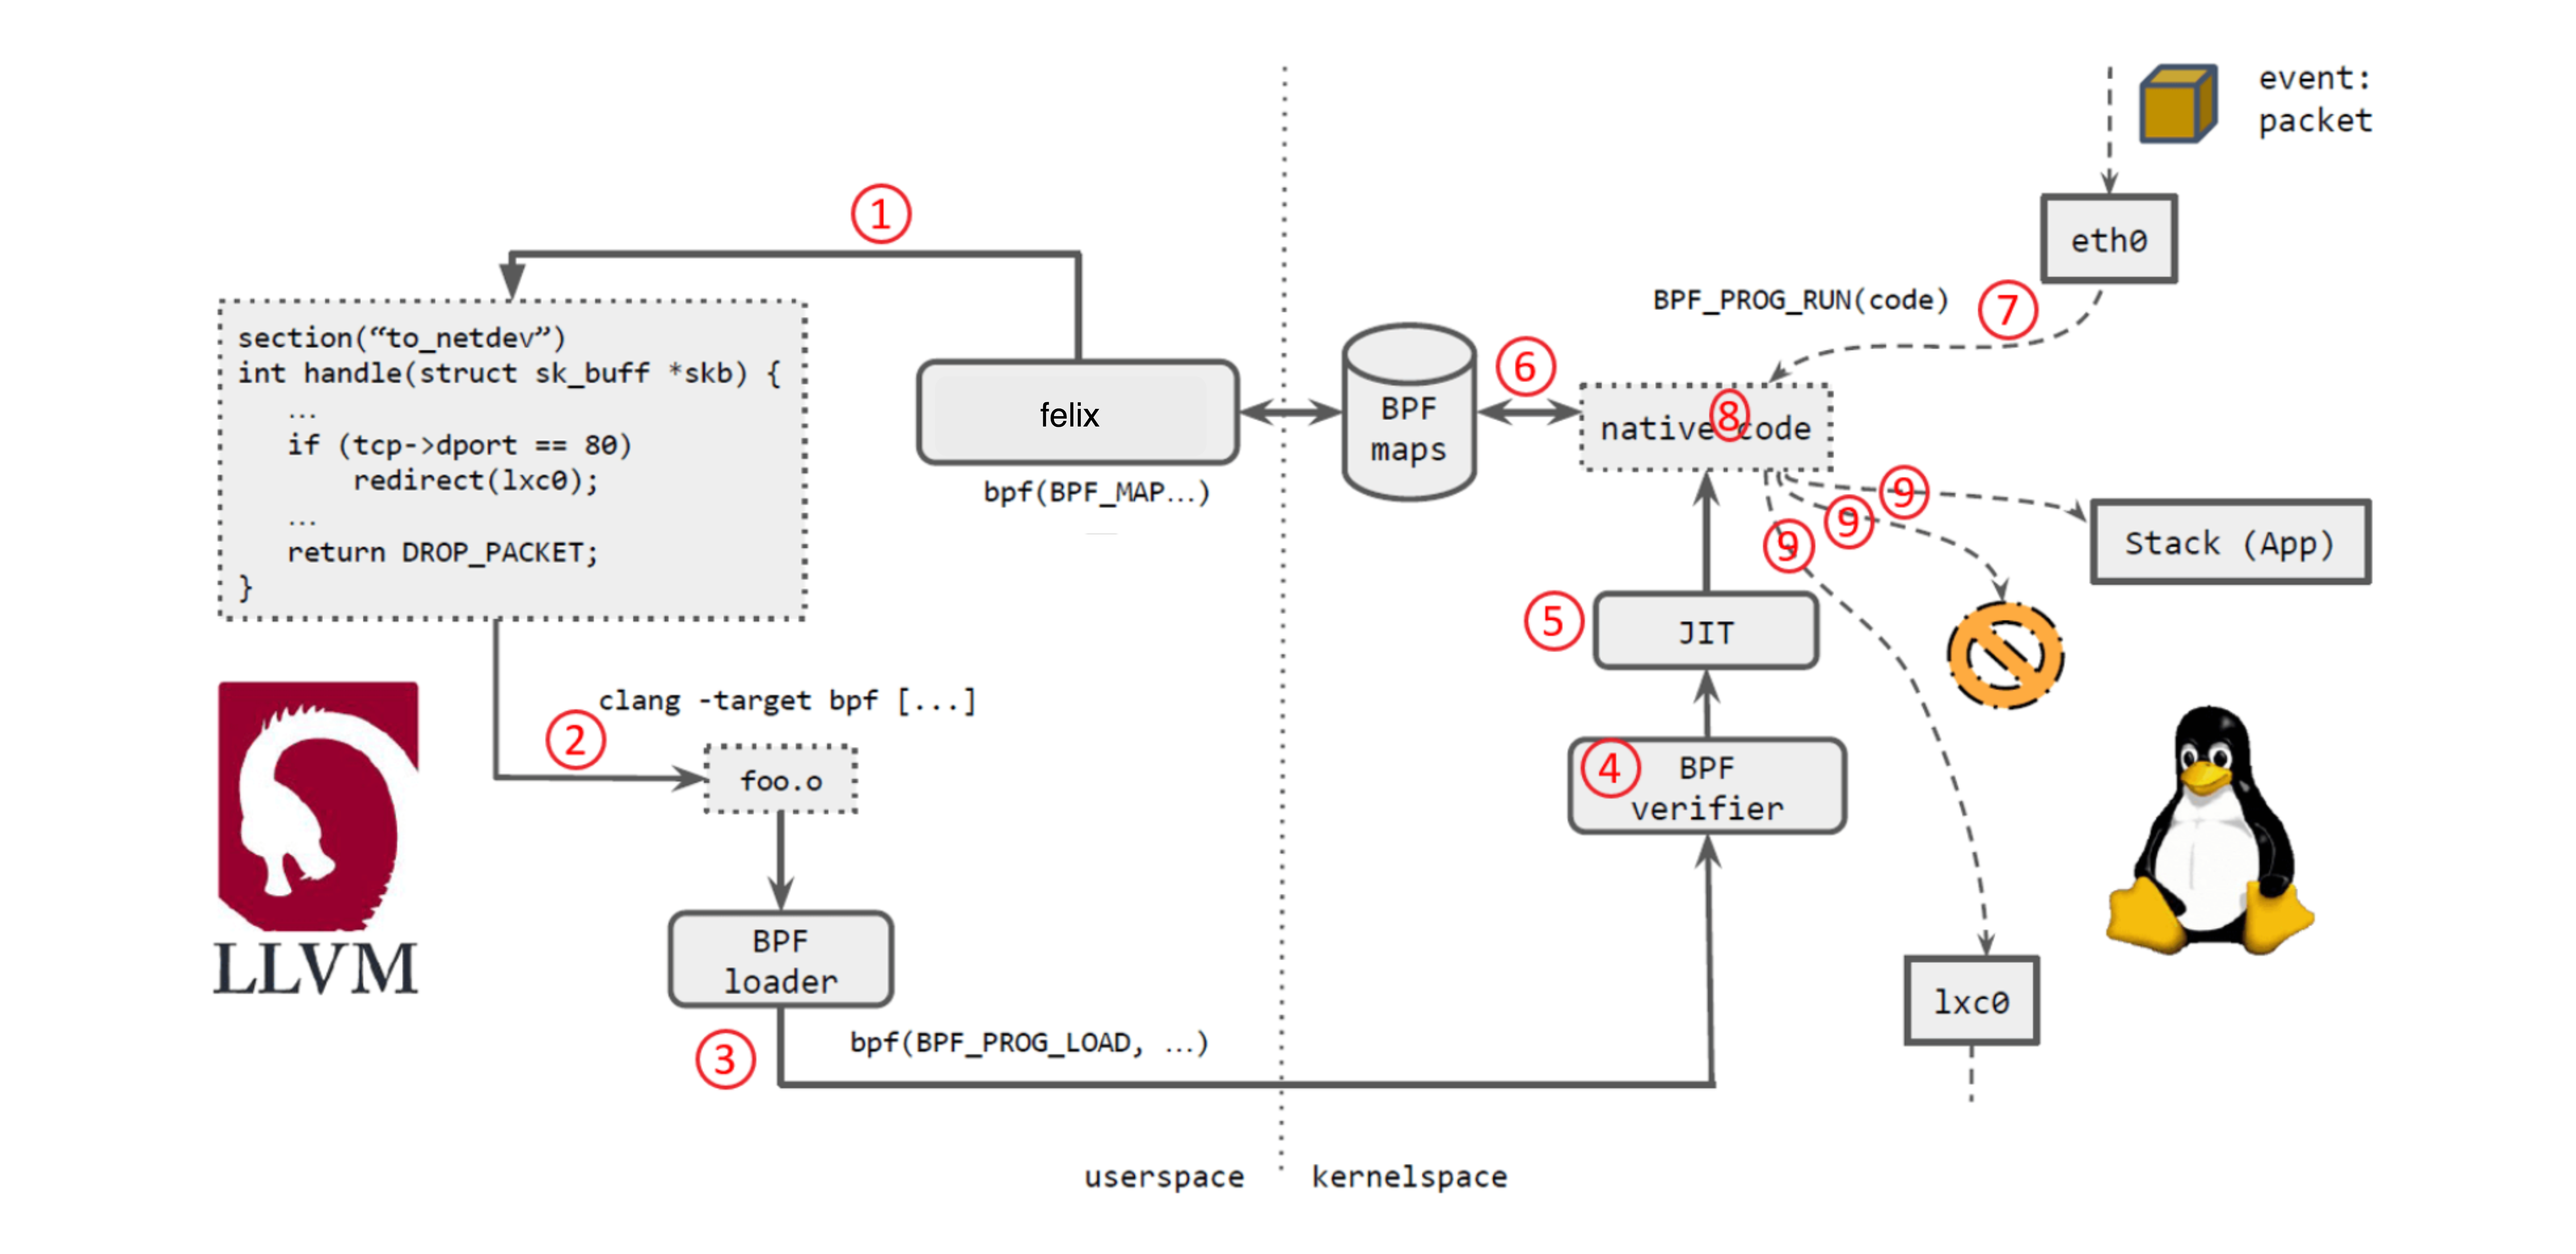 event:
packet
①
eth0
BPF_PROG_RUN(code)
⑦
section(“to_netdev”)
int handle(struct sk_buff *skb) {
…
if (tcp->dport == 80)
redirect(lxc0);
…
return DROP_PACKET;
}
felix
bpf(BPF_MAP…)
BPF
maps
⑥
native code
⑧
⑨
⑨
⑨
Stack (App)
⑤
JIT
clang -target bpf [...]
②
foo.o
④
BPF
verifier
LLVM
BPF
loader
③
bpf(BPF_PROG_LOAD, …)
lxc0
userspace
kernelspace